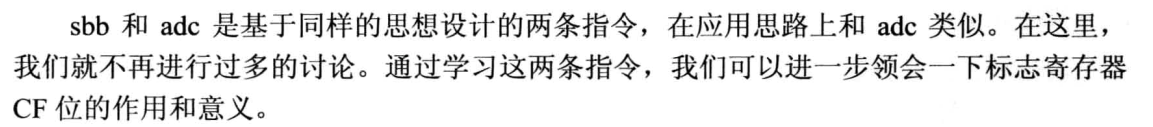 sbb 和 adc 是基于同样的思想设计的两条指令，在应用思路上和 adc 类似。在这里，
我们就不再进行过多的讨论。通过学习这两条指令，我们可以进一步领会一下标志寄存器
CF 位的作用和意义。